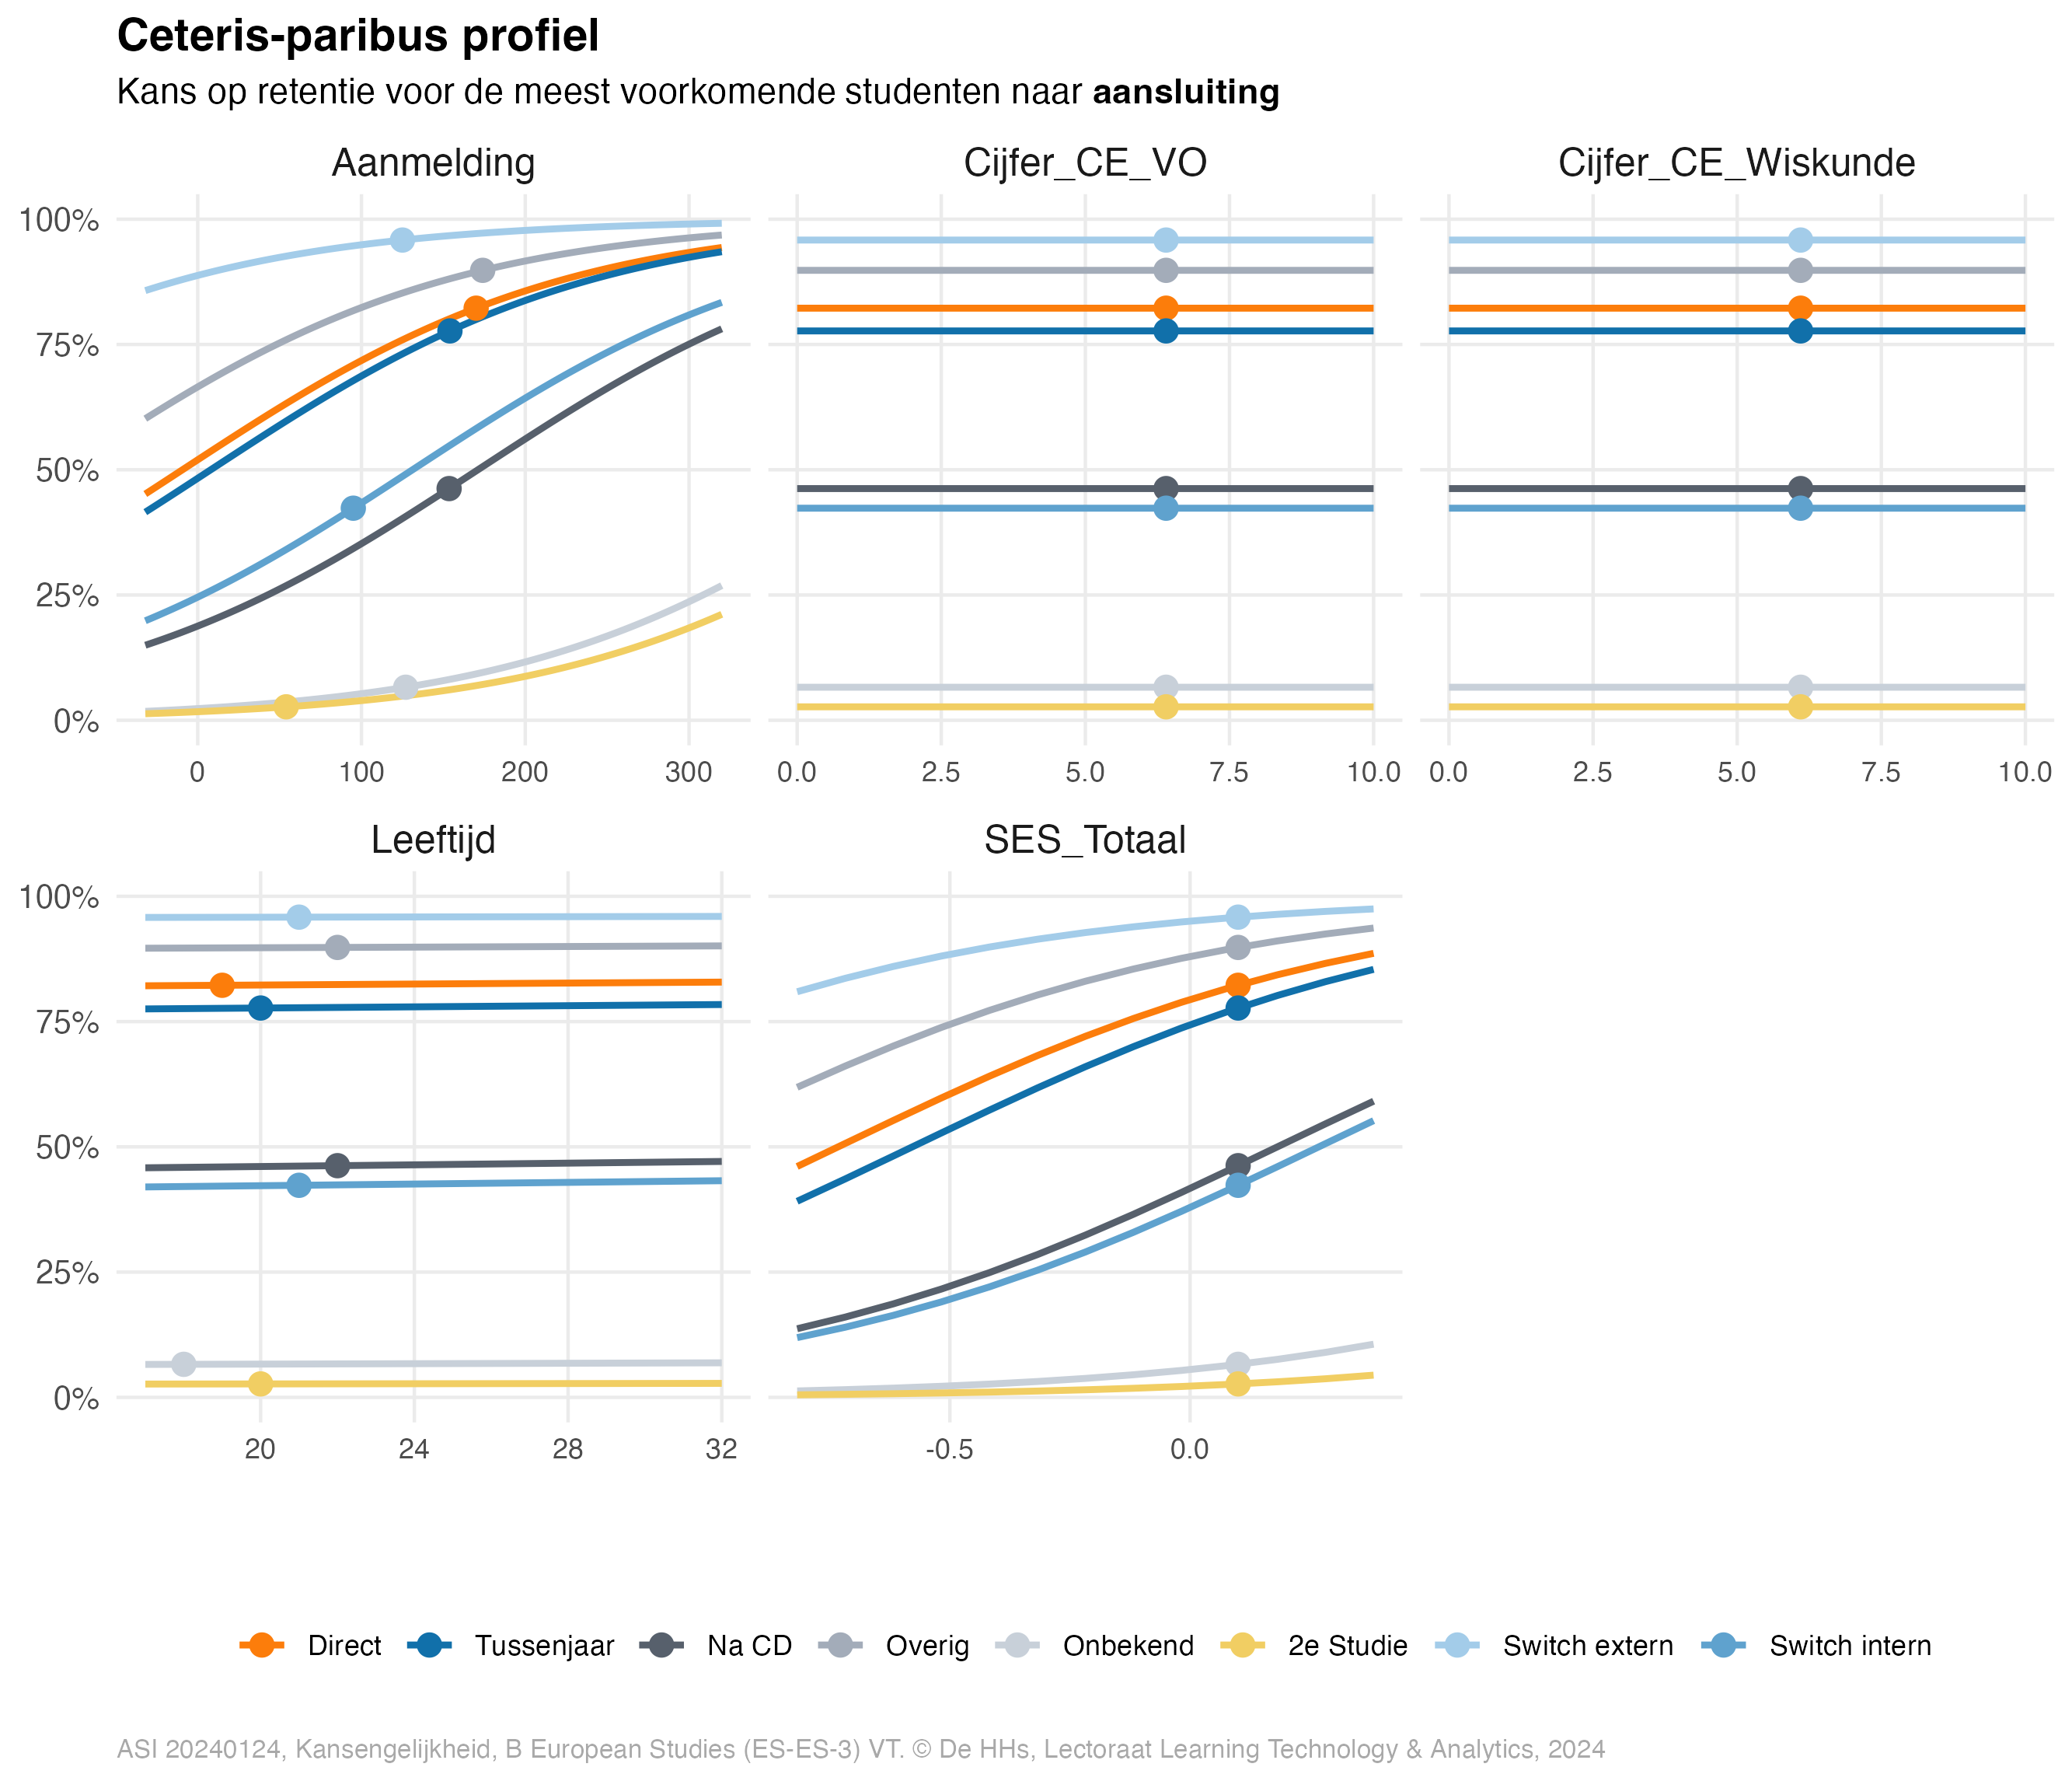 Ceteris-paribus profiel
Kans op retentie voor de meest voorkomende studenten naar aansluiting
Aanmelding
Cijfer_CE_VO
Cijfer_CE_Wiskunde
100%
75%
50%
25%
0%
0 100 200 300
0.0 2.5 5.0 7.5 10.0
0.0 2.5 5.0 7.5 10.0
Leeftijd
SES_Totaal
100%
75%
50%
25%
0%
20 24 28 32
-0.5 0.0
Direct Tussenjaar Na CD Overig Onbekend 2e Studie Switch extern Switch intern
ASI 20240124, Kansengelijkheid, B European Studies (ES-ES-3) VT. © De HHs, Lectoraat Learning Technology & Analytics, 2024